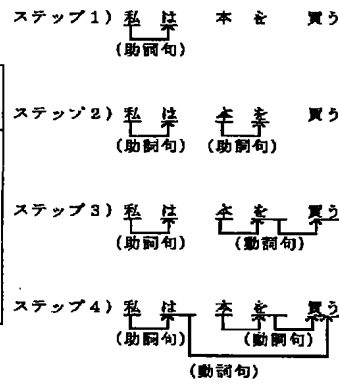 ステップ1) 私 は 本 を 買う
(助詞句)
ステップ2) 私 は 本 を 買う
(助詞句) (助詞句)
ステップ3) 私 は 本 を 買う
(助詞句) (動詞句)
ステップ4) 私 は 本 を 買う
(助詞句) (動詞句)
(動詞句)